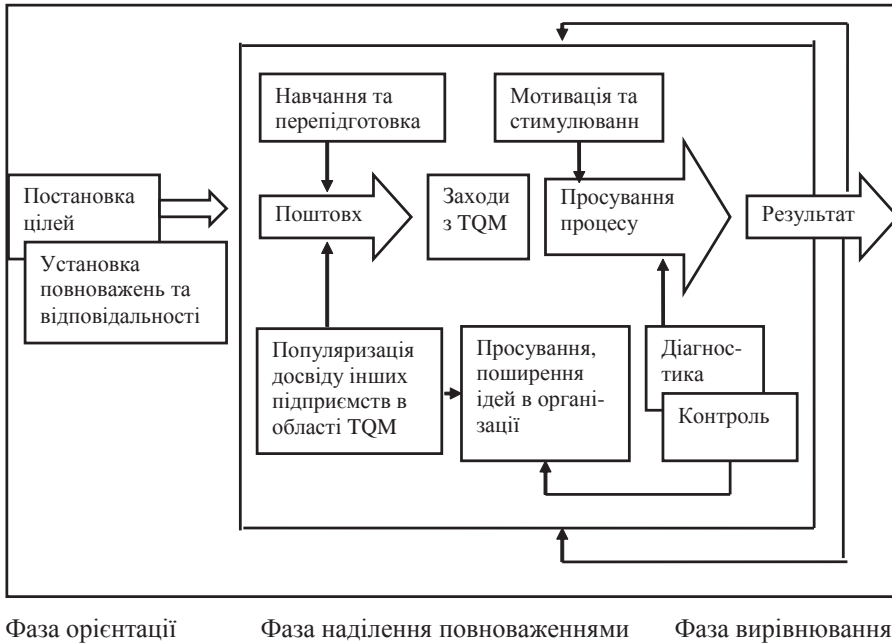 Навчання та
перепідготовка
Мотивація та
стимулюванн
Постановка
цілей
Установка
повноважень та
відповідальності
Поштовх
Заходи
з TQM
Просування
процесу
Результат
Популяризація
досвіду інших
підприємств в
області TQM
Просування,
поширення
ідей в органі-
зації
Діагнос-
тика
Контроль
Фаза орієнтації
Фаза наділення повноваженнями
Фаза вирівнювання